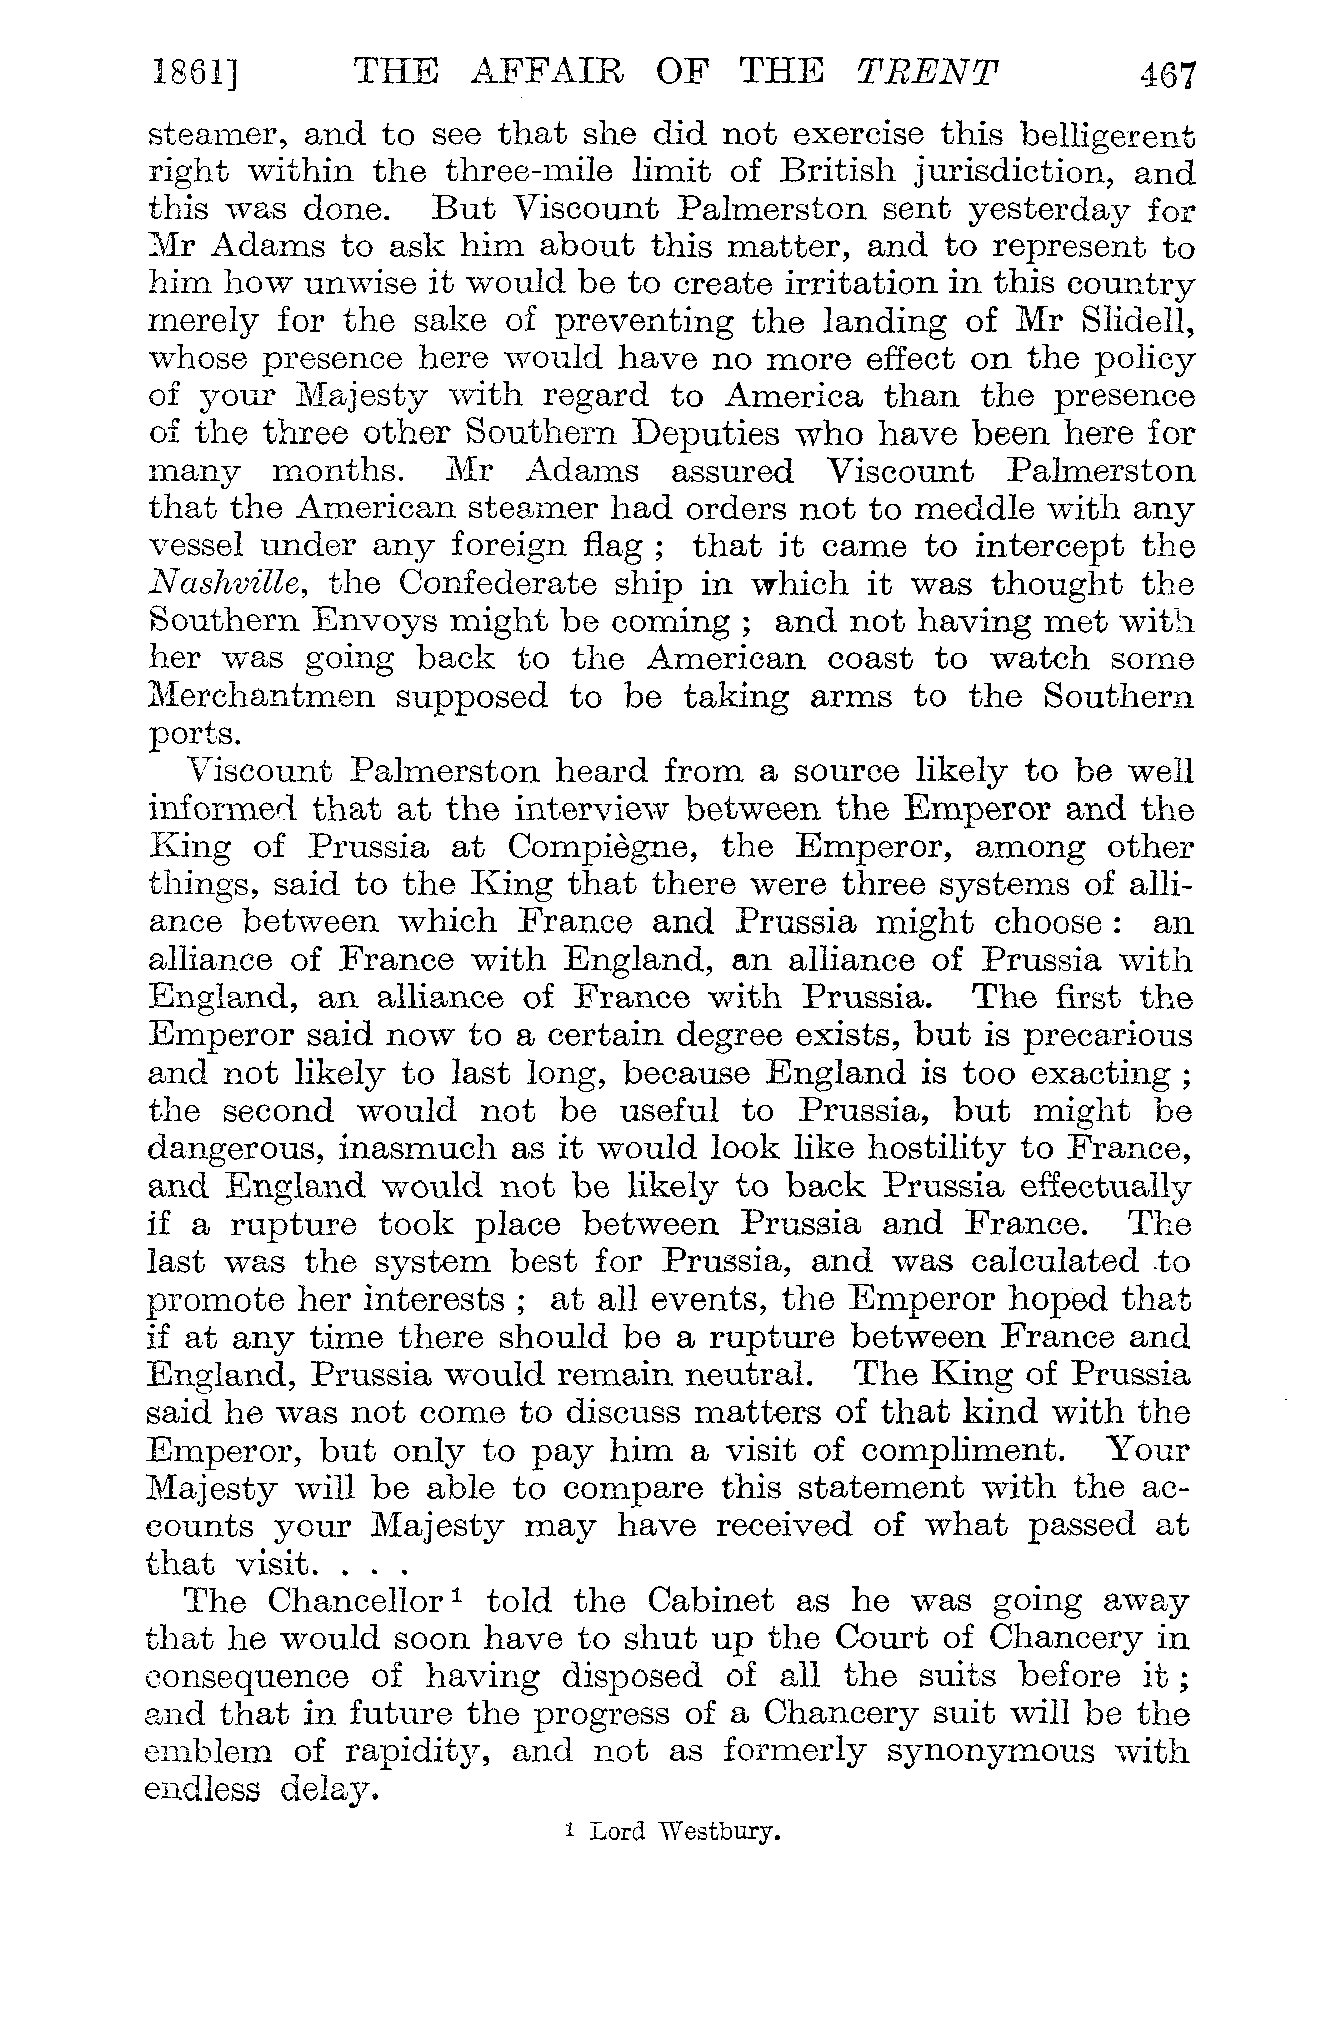 1861] THE AFFAIR OF THE TRENT 467
steamer, and to see that she did not exercise this belligerent
right within the three-mile limit of British jurisdiction, and
this was done. But Viscount Palmerston sent yesterday for
Mr Adams to ask him about this matter, and to represent to
him how unwise it would be to create irritation in this country
merely for the sake of preventing the landing of Mr Slidell,
whose presence here would have no more effect on the policy
of your Majesty with regard to America than the presence
of the three other Southern Deputies who have been here for
many months. Mr Adams assured Viscount Palmerston
that the American steamer had orders not to meddle with any
vessel under any foreign flag ; that it came to intercept the
Nashville, the Confederate ship in which it was thought the
Southern Envoys might be coming ; and not having met with
her was going back to the American coast to watch some
Merchantmen supposed to be taking arms to the Southern
ports.
Viscount Palmerston heard from a source likely to be well
informed that at the interview between the Emperor and the
King of Prussia at Compiègne, the Emperor, among other
things, said to the King that there were three systems of alli-
ance between which France and Prussia might choose : an
alliance of France with England, an alliance of Prussia with
England, an alliance of France with Prussia. The first the
Emperor said now to a certain degree exists, but is precarious
and not likely to last long, because England is too exacting ;
the second would not be useful to Prussia, but might be
dangerous, inasmuch as it would look like hostility to France,
and England would not be likely to back Prussia effectually
if a rupture took place between Prussia and France. The
last was the system best for Prussia, and was calculated to
promote her interests ; at all events, the Emperor hoped that
if at any time there should be a rupture between France and
England, Prussia would remain neutral. The King of Prussia
said he was not come to discuss matters of that kind with the
Emperor, but only to pay him a visit of compliment. Your
Majesty will be able to compare this statement with the ac-
counts your Majesty may have received of what passed at
that visit. . . .
The Chancellor¹ told the Cabinet as he was going away
that he would soon have to shut up the Court of Chancery in
consequence of having disposed of all the suits before it ;
and that in future the progress of a Chancery suit will be the
emblem of rapidity, and not as formerly synonymous with
endless delay.
¹ Lord Westbury.